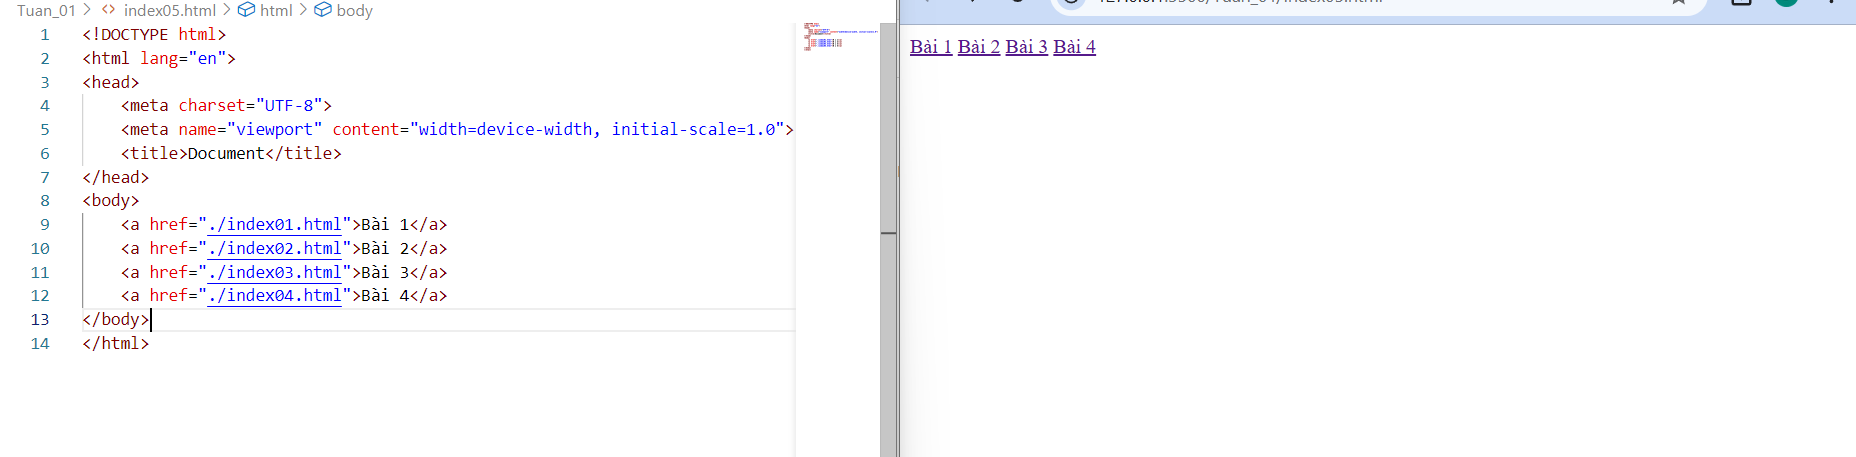 Tuan_01 > <> index05.html > html > body
1 <!DOCTYPE html>
2 <html lang="en">
3 <head>
4 <meta charset="UTF-8">
5 <meta name="viewport" content="width=device-width, initial-scale=1.0">
6 <title>Document</title>
7 </head>
8 <body>
9 <a href="./index01.html">Bài 1</a>
10 <a href="./index02.html">Bài 2</a>
11 <a href="./index03.html">Bài 3</a>
12 <a href="./index04.html">Bài 4</a>
13 </body>
14 </html>
Bài 1 Bài 2 Bài 3 Bài 4